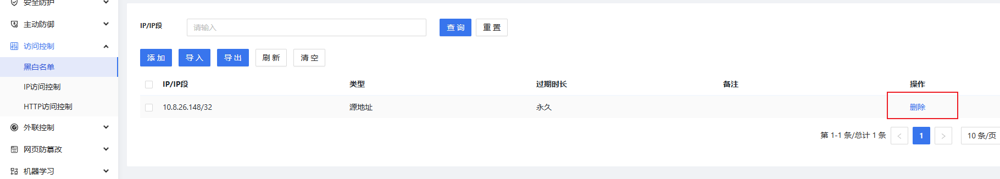 安全防护
主动防御
访问控制
黑白名单
IP访问控制
HTTP访问控制
外联控制
网页防篡改
机器学习
IP/IP段 请输入 查 询 重 置
添 加 导 入 导 出 刷 新 清 空
IP/IP段 类型 过期时长 备注 操作
10.8.26.148/32 源地址 永久 删除
第 1-1 条/总计 1 条 < 1 > 10 条/页